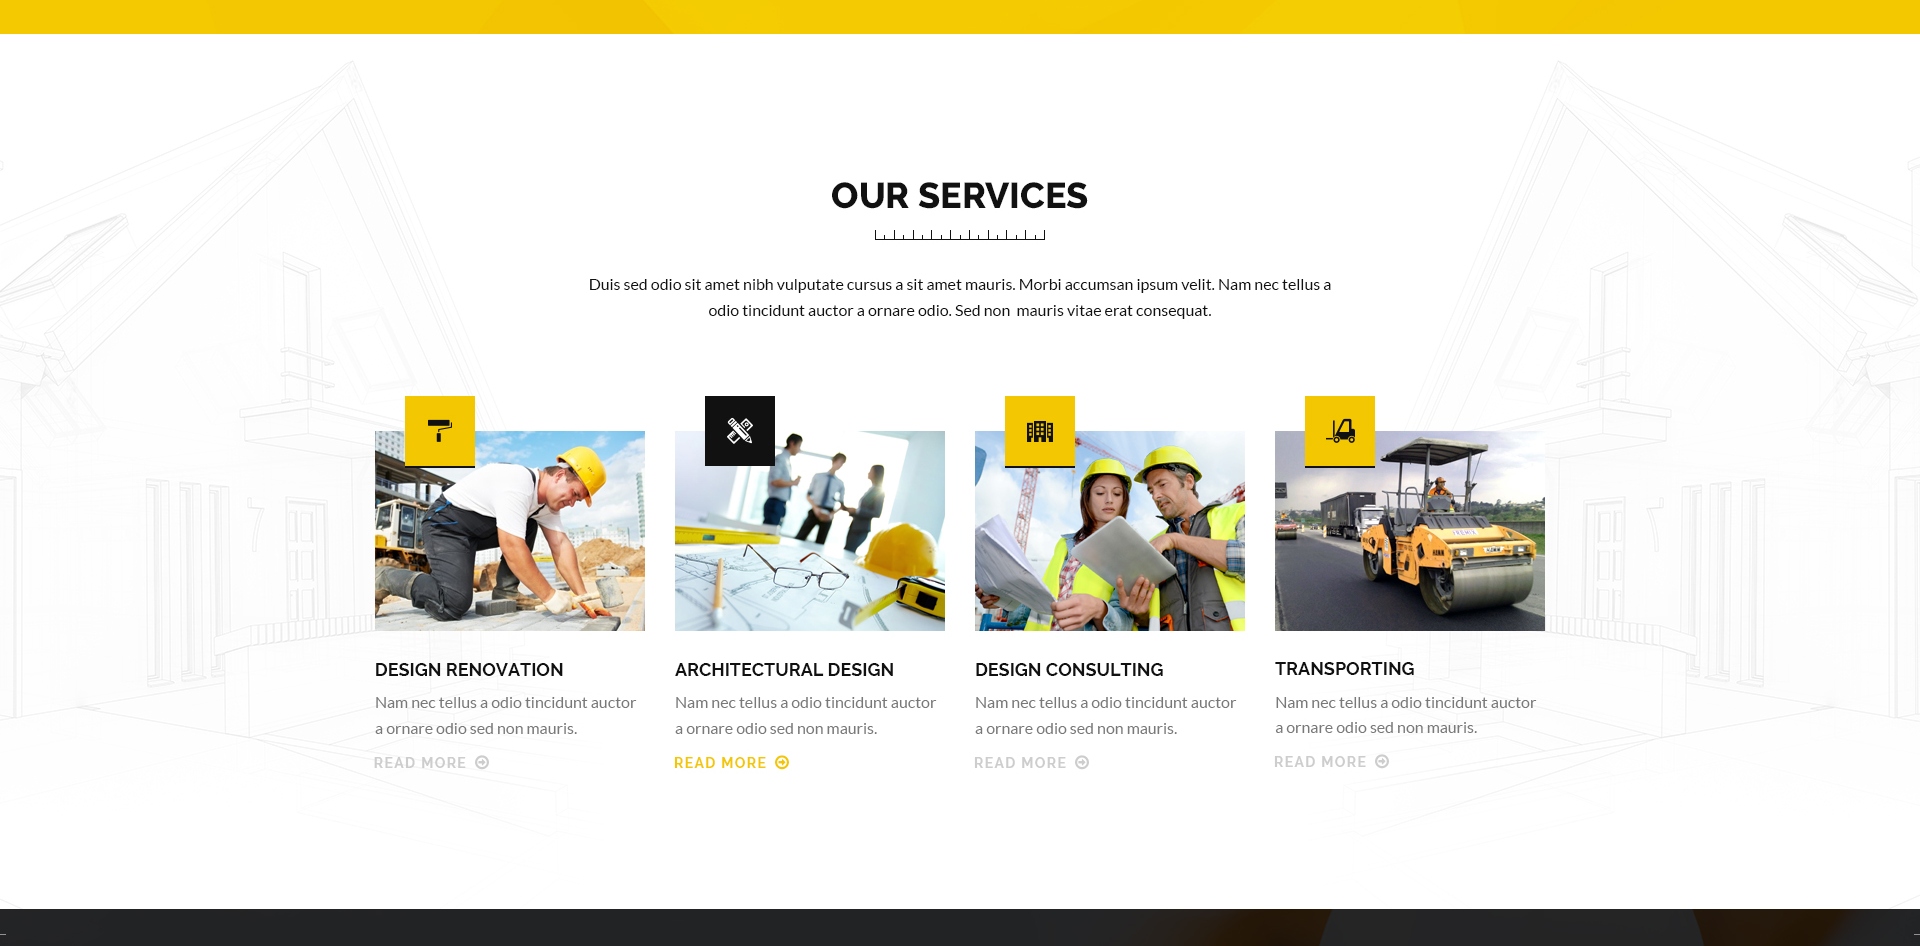 OUR SERVICES
Duis sed odio sit amet nibh vulputate cursus a sit amet mauris. Morbi accumsan ipsum velit. Nam nec tellus a
odio tincidunt auctor a ornare odio. Sed non  mauris vitae erat consequat.
DESIGN RENOVATION
Nam nec tellus a odio tincidunt auctor
a ornare odio sed non mauris.
READ MORE
ARCHITECTURAL DESIGN
Nam nec tellus a odio tincidunt auctor
a ornare odio sed non mauris.
READ MORE
DESIGN CONSULTING
Nam nec tellus a odio tincidunt auctor
a ornare odio sed non mauris.
READ MORE
TRANSPORTING
Nam nec tellus a odio tincidunt auctor
a ornare odio sed non mauris.
READ MORE